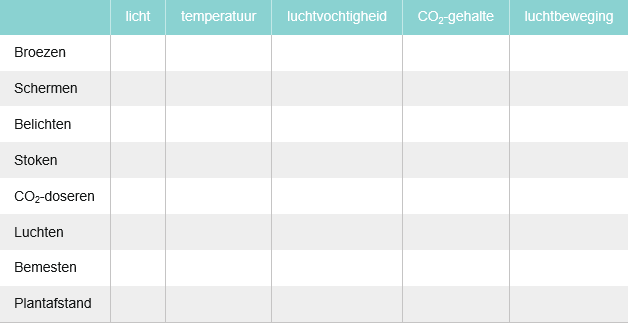 licht temperatuur luchtvochtigheid CO₂-gehalte luchtbeweging
Broezen
Schermen
Belichten
Stoken
CO₂-doseren
Luchten
Bemesten
Plantafstand